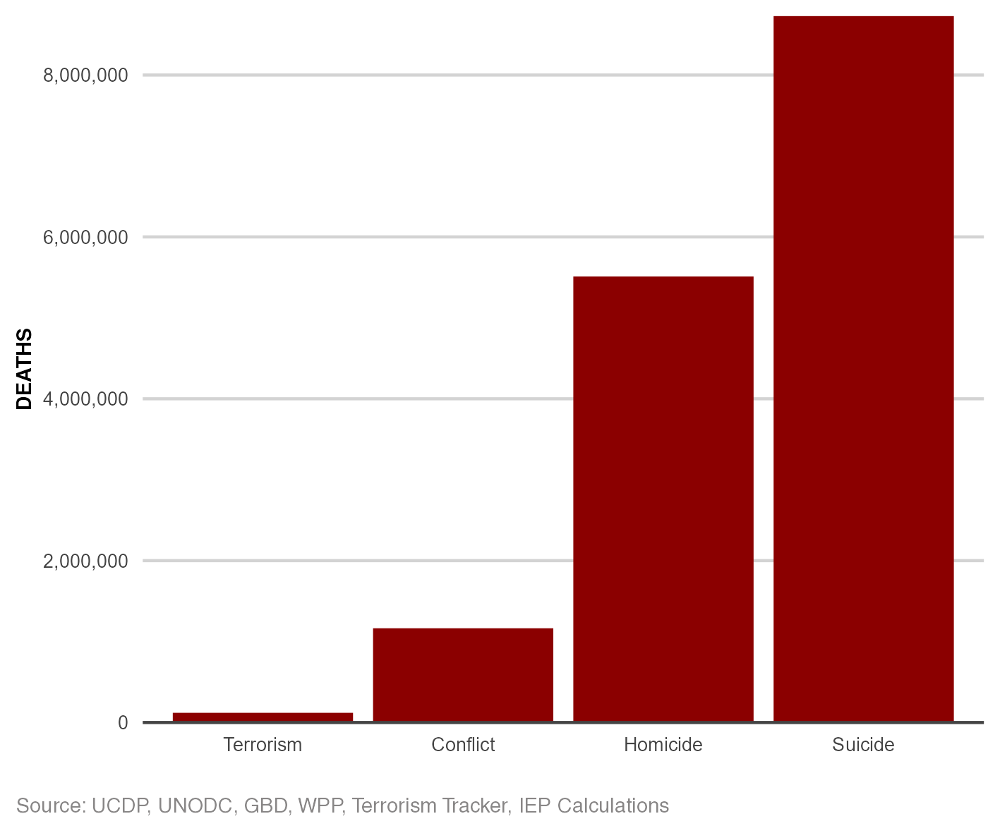 8,000,000
6,000,000
4,000,000
2,000,000
0
DEATHS
Terrorism
Conflict
Homicide
Suicide
Source: UCDP, UNODC, GBD, WPP, Terrorism Tracker, IEP Calculations